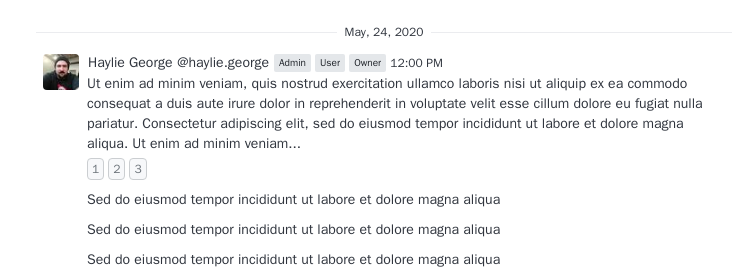 May, 24, 2020
Haylie George @haylie.george Admin User Owner 12:00 PM
Ut enim ad minim veniam, quis nostrud exercitation ullamco laboris nisi ut aliquip ex ea commodo
consequat a duis aute irure dolor in reprehenderit in voluptate velit esse cillum dolore eu fugiat nulla
pariatur. Consectetur adipiscing elit, sed do eiusmod tempor incididunt ut labore et dolore magna
aliqua. Ut enim ad minim veniam...
1 2 3
Sed do eiusmod tempor incididunt ut labore et dolore magna aliqua
Sed do eiusmod tempor incididunt ut labore et dolore magna aliqua
Sed do eiusmod tempor incididunt ut labore et dolore magna aliqua